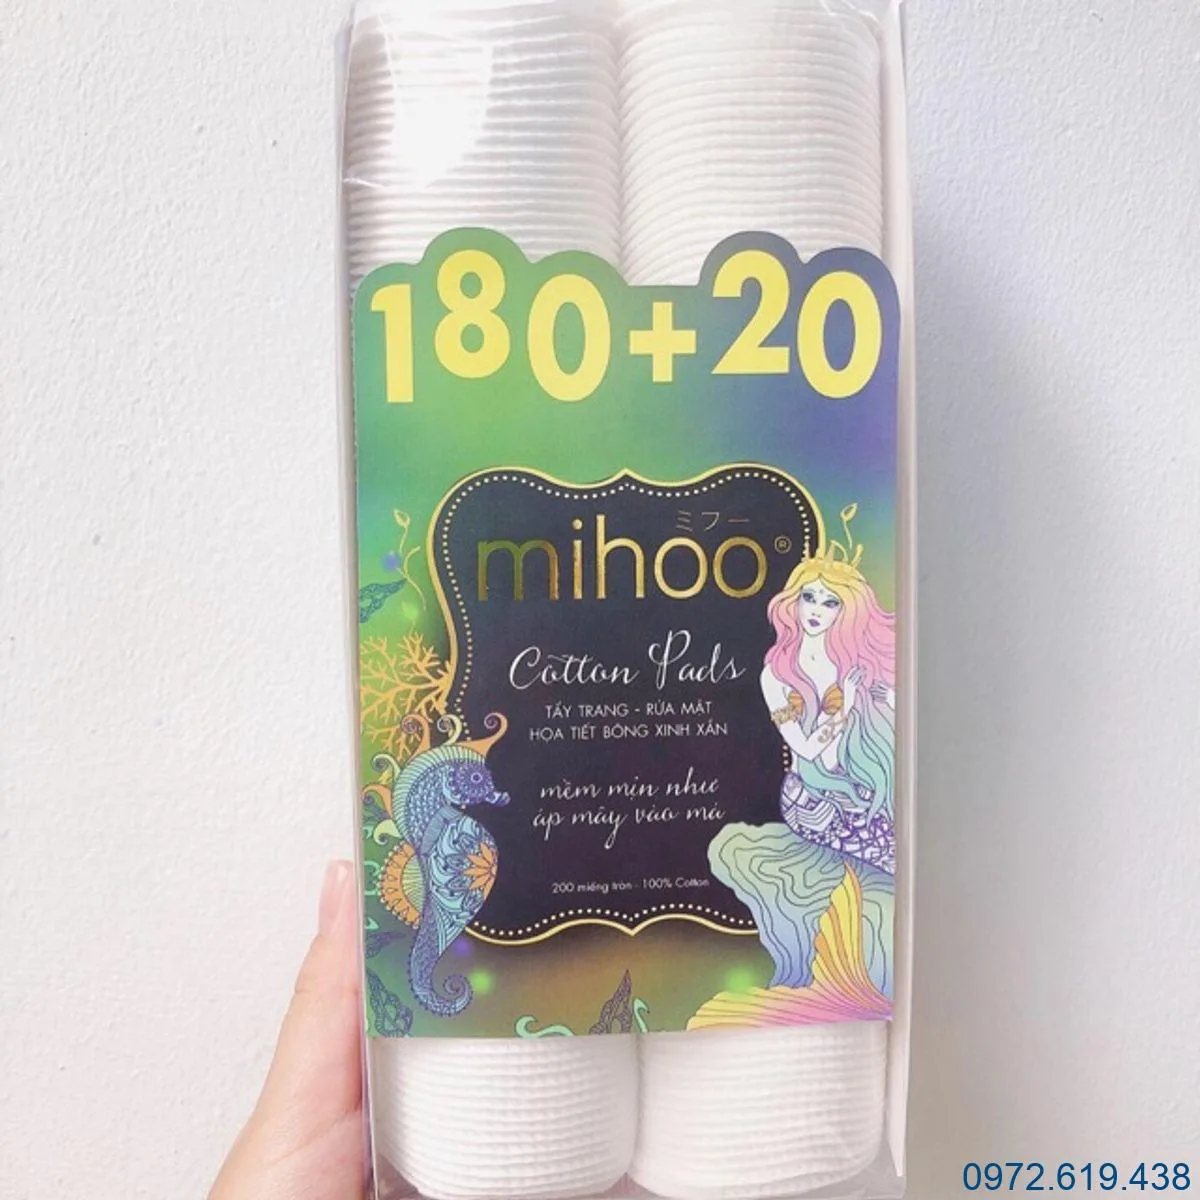 180+20
ミフー
mihoo®
Cotton Pads
TẨY TRANG - RỬA MẶT
HỌA TIẾT BÔNG XINH XẮN
mềm mịn như
áp mây vào má
200 miếng tròn - 100% Cotton
0972.619.438